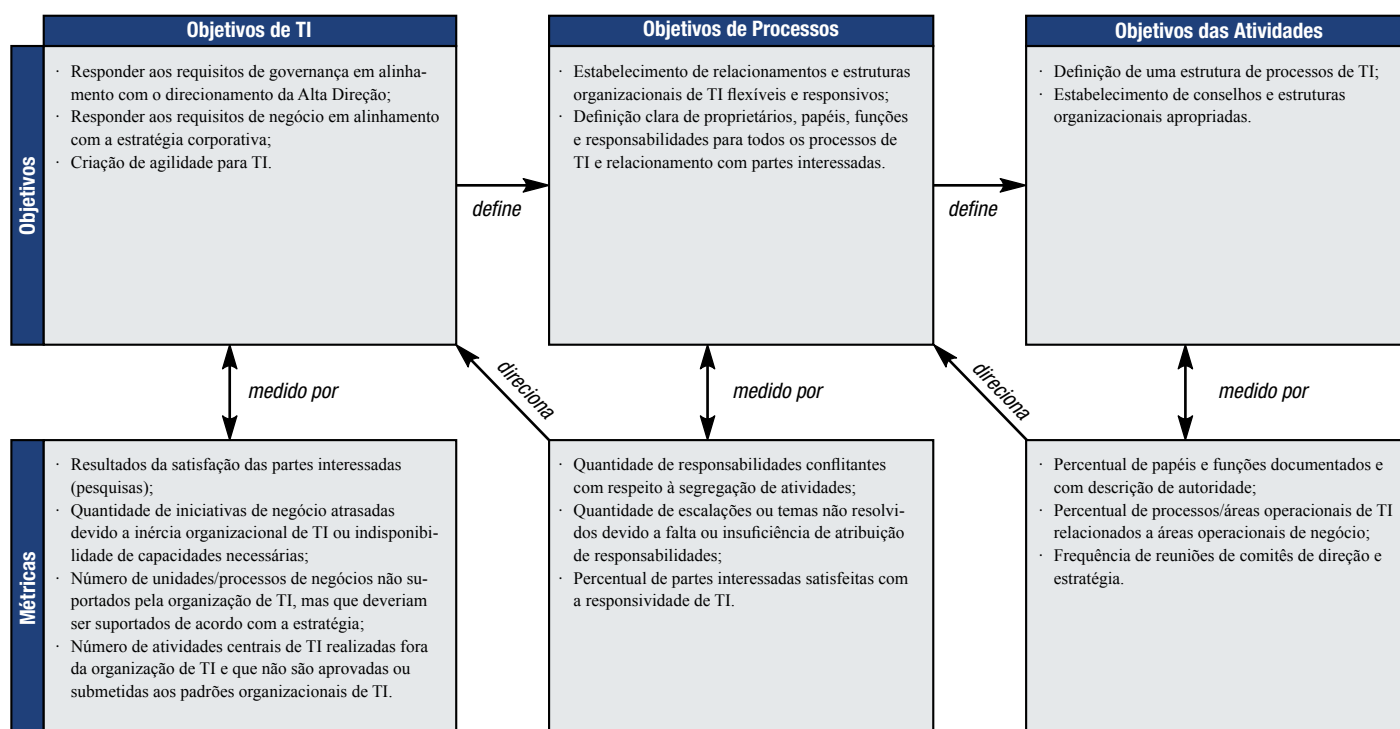 Objetivos de TI
Objetivos de Processos
Objetivos das Atividades
Objetivos
· Responder aos requisitos de governança em alinha-
mento com o direcionamento da Alta Direção;
· Responder aos requisitos de negócio em alinhamento
com a estratégia corporativa;
· Criação de agilidade para TI.
define
· Estabelecimento de relacionamentos e estruturas
organizacionais de TI flexíveis e responsivos;
· Definição clara de proprietários, papéis, funções
e responsabilidades para todos os processos de
TI e relacionamento com partes interessadas.
define
· Definição de uma estrutura de processos de TI;
· Estabelecimento de conselhos e estruturas
organizacionais apropriadas.
medido por
direciona
medido por
direciona
medido por
Métricas
· Resultados da satisfação das partes interessadas
(pesquisas);
· Quantidade de iniciativas de negócio atrasadas
devido a inércia organizacional de TI ou indisponibi-
lidade de capacidades necessárias;
· Número de unidades/processos de negócios não su-
portados pela organização de TI, mas que deveriam
ser suportados de acordo com a estratégia;
· Número de atividades centrais de TI realizadas fora
da organização de TI e que não são aprovadas ou
submetidas aos padrões organizacionais de TI.
· Quantidade de responsabilidades conflitantes
com respeito à segregação de atividades;
· Quantidade de escalações ou temas não resolvi-
dos devido a falta ou insuficiência de atribuição
de responsabilidades;
· Percentual de partes interessadas satisfeitas com
a responsividade de TI.
· Percentual de papéis e funções documentados e
com descrição de autoridade;
· Percentual de processos/áreas operacionais de TI
relacionados a áreas operacionais de negócio;
· Frequência de reuniões de comitês de direção e
estratégia.